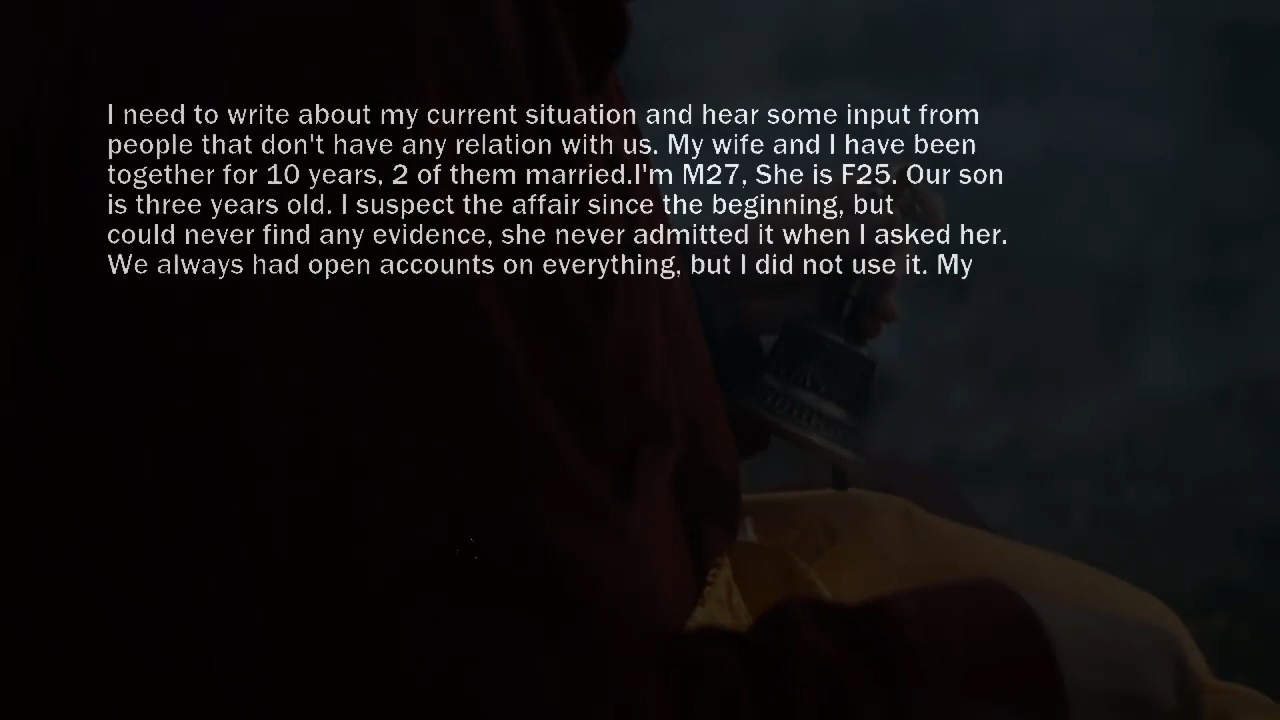 I need to write about my current situation and hear some input from
people that don't have any relation with us. My wife and I have been
together for 10 years, 2 of them married.I'm M27, She is F25. Our son
is three years old. I suspect the affair since the beginning, but
could never find any evidence, she never admitted it when I asked her.
We always had open accounts on everything, but I did not use it. My